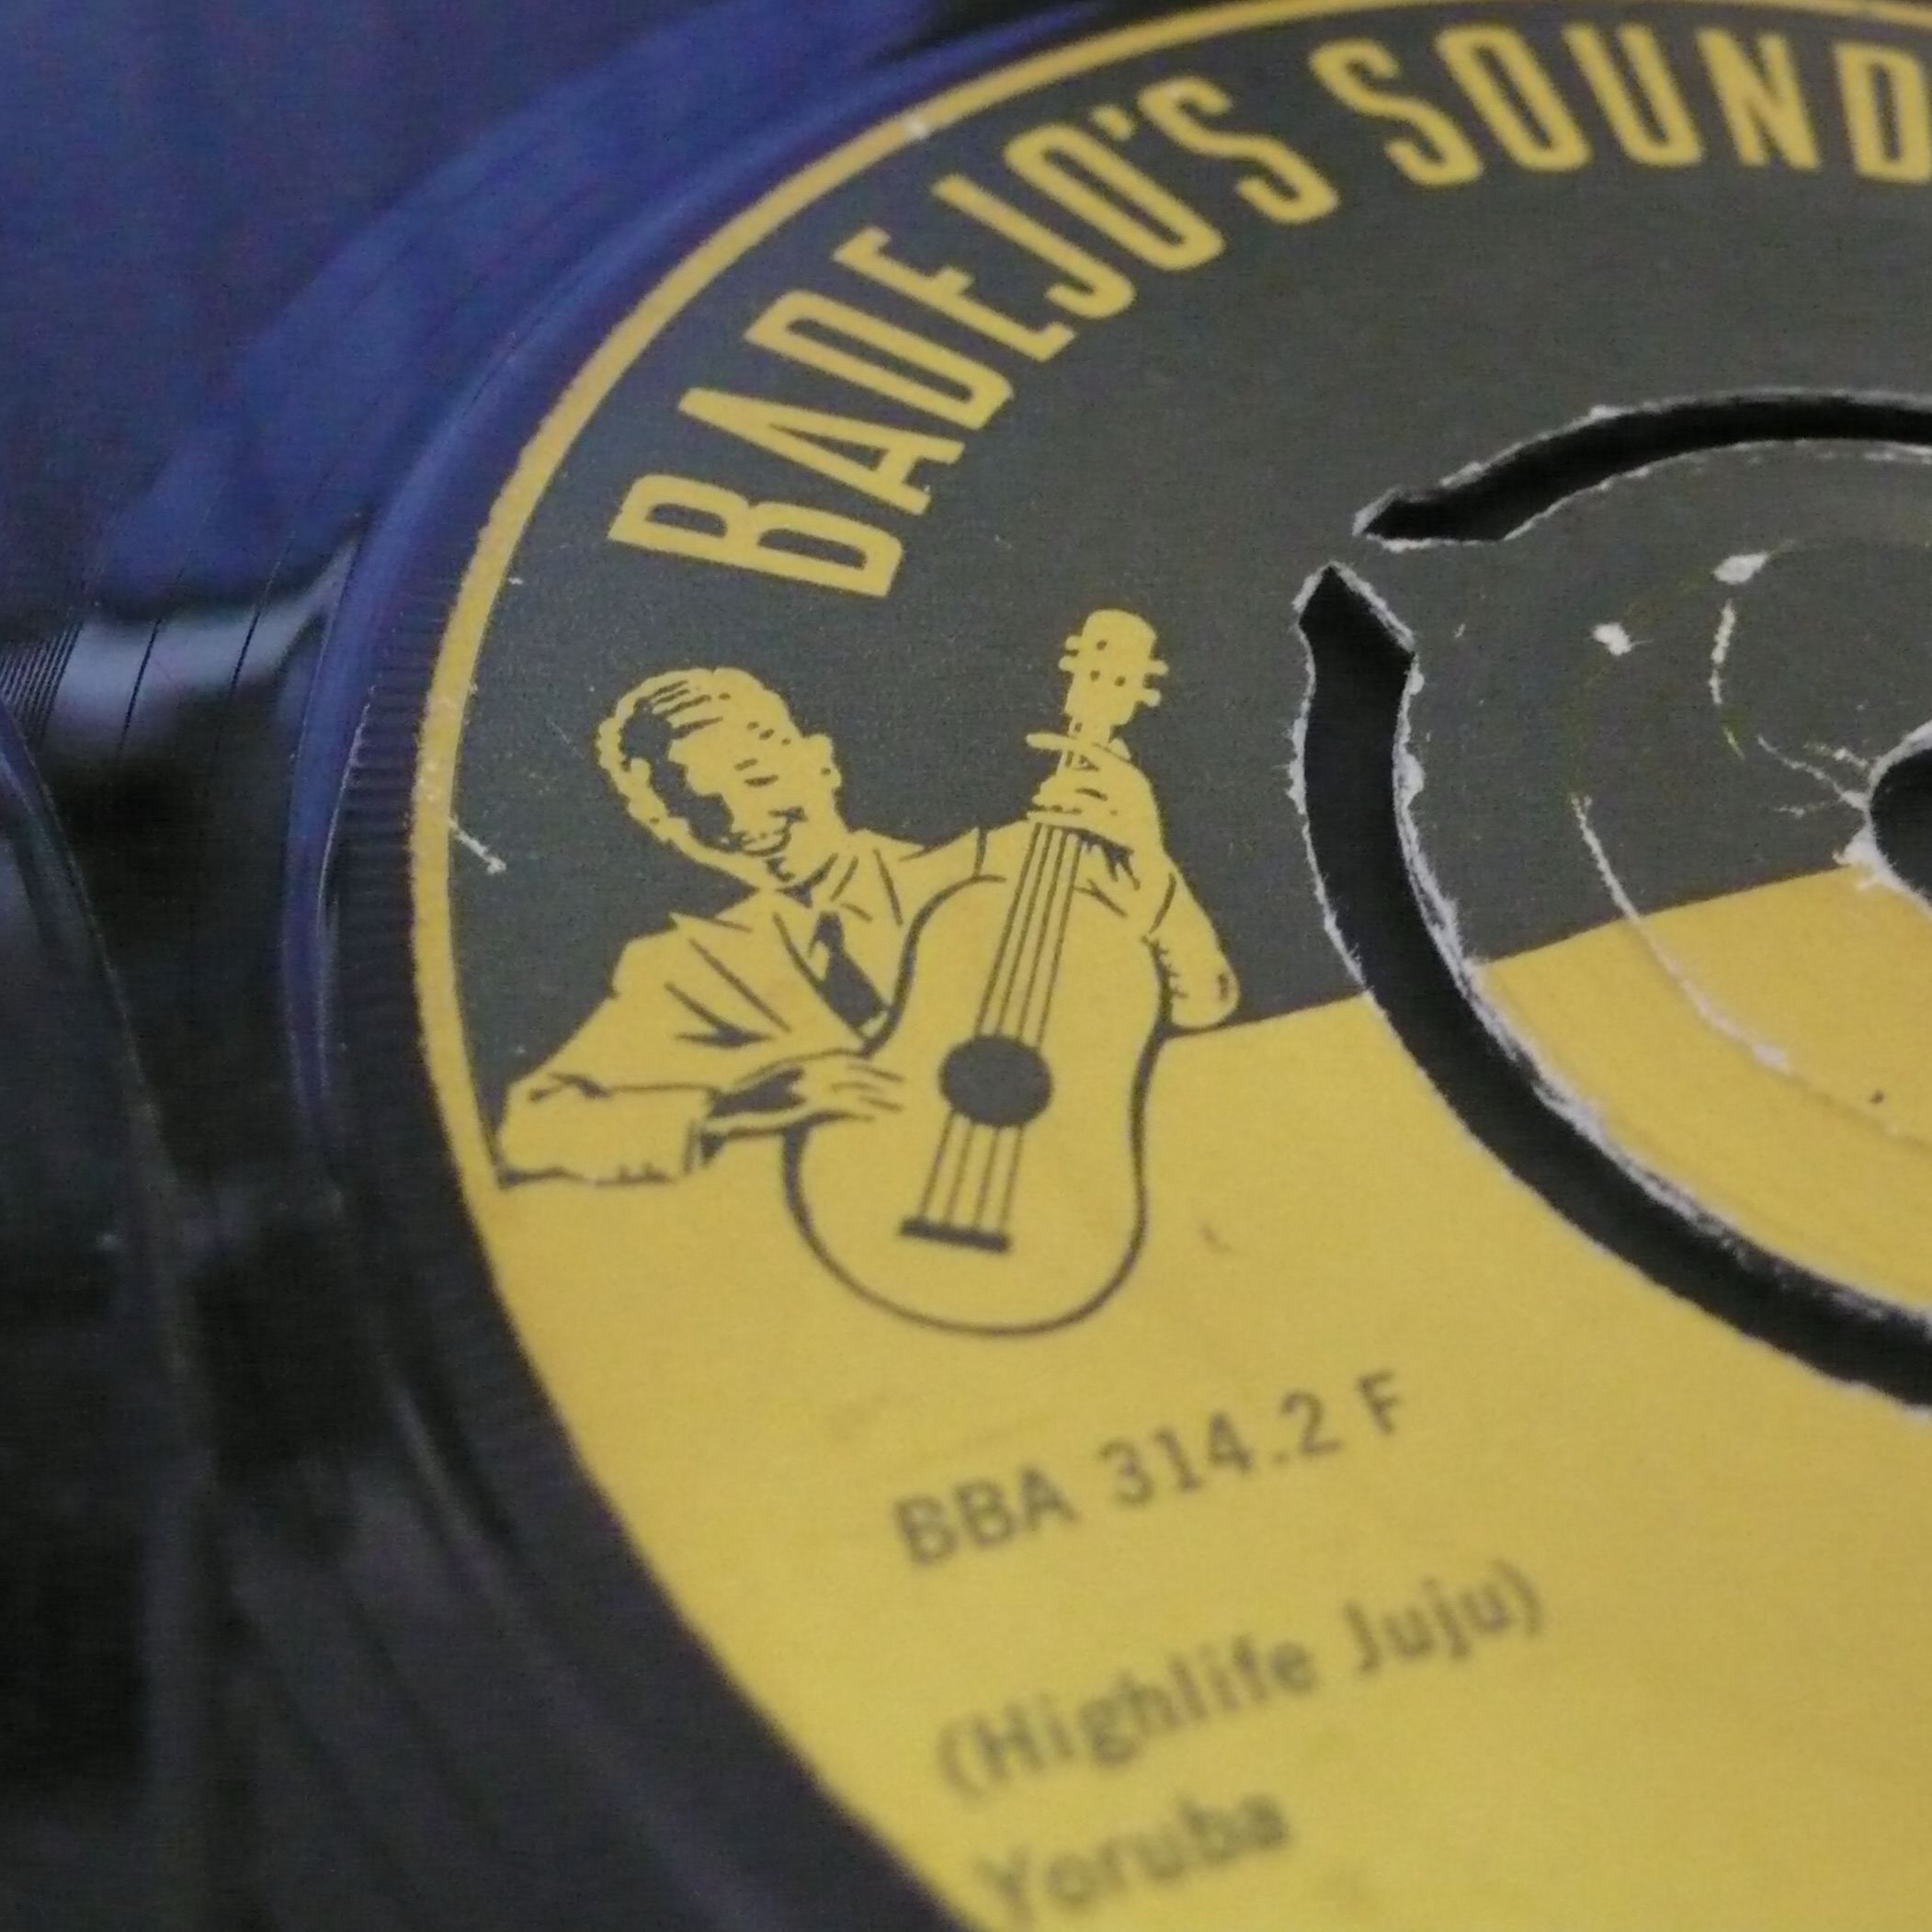 BADEJO'S SOUND
BBA 314.2 F
(Highlife Juju)
Yoruba